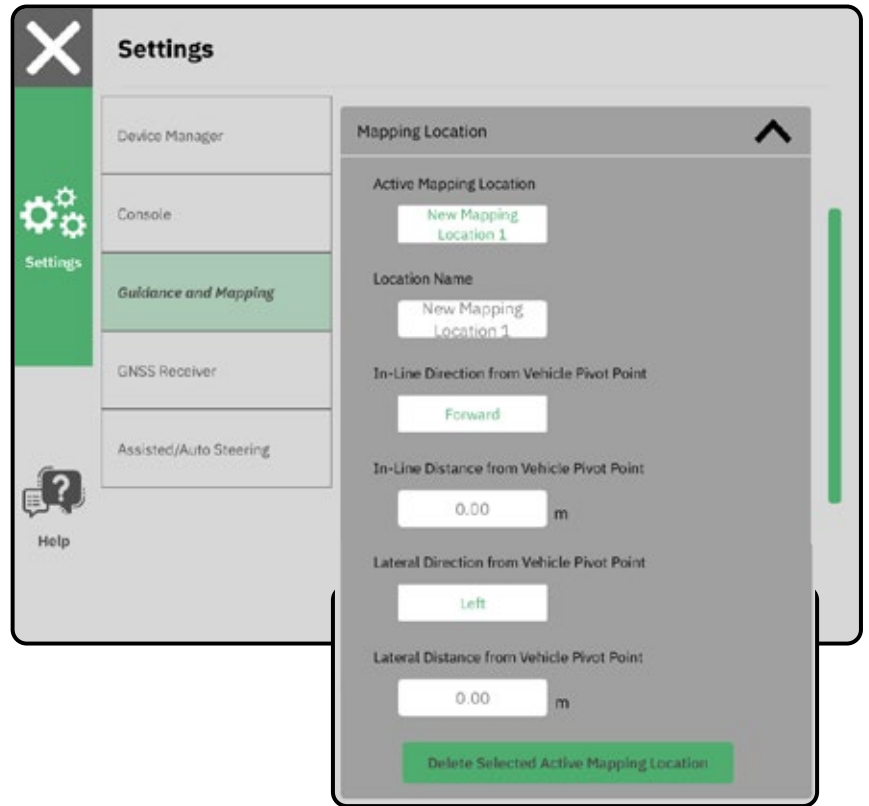 Settings
Settings
Help
Device Manager
Console
Guidance and Mapping
GNSS Receiver
Assisted/Auto Steering
Mapping Location
Active Mapping Location
New Mapping
Location 1
Location Name
New Mapping
Location 1
In-Line Direction from Vehicle Pivot Point
Forward
In-Line Distance from Vehicle Pivot Point
0.00 m
Lateral Direction from Vehicle Pivot Point
Left
Lateral Distance from Vehicle Pivot Point
0.00 m
Delete Selected Active Mapping Location